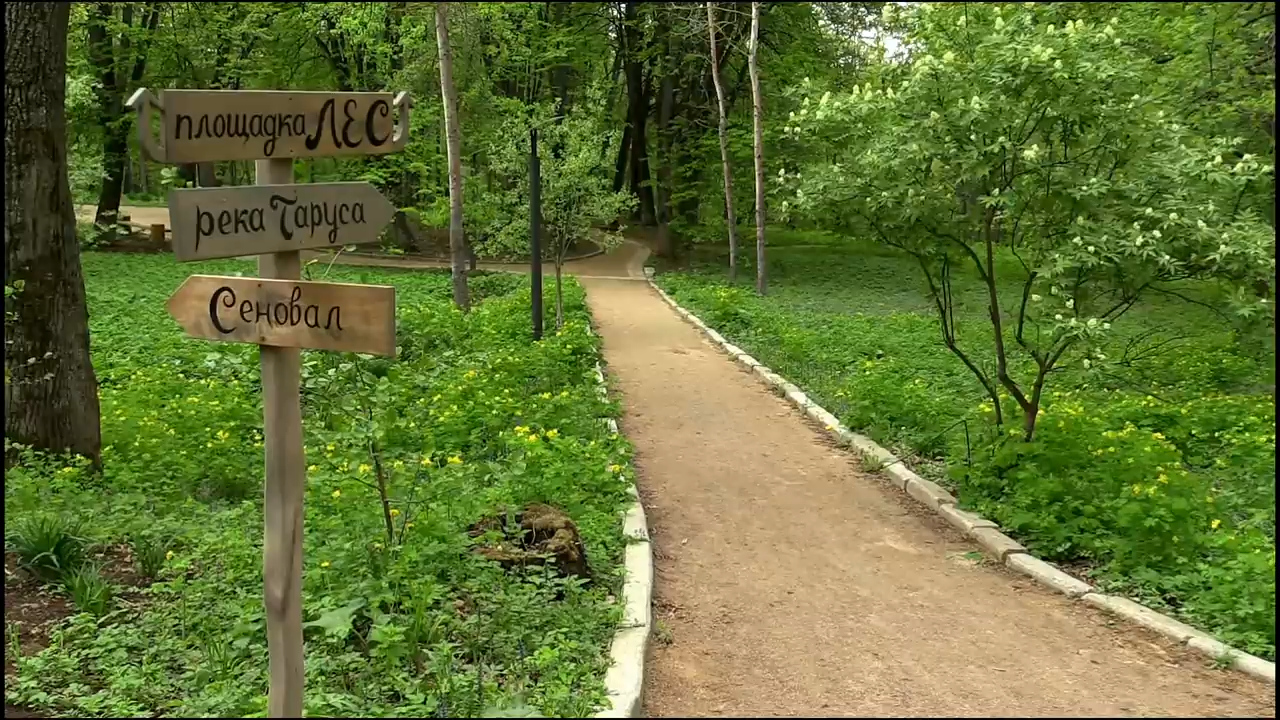 площадка ЛЕС
река Таруса
Сеновал